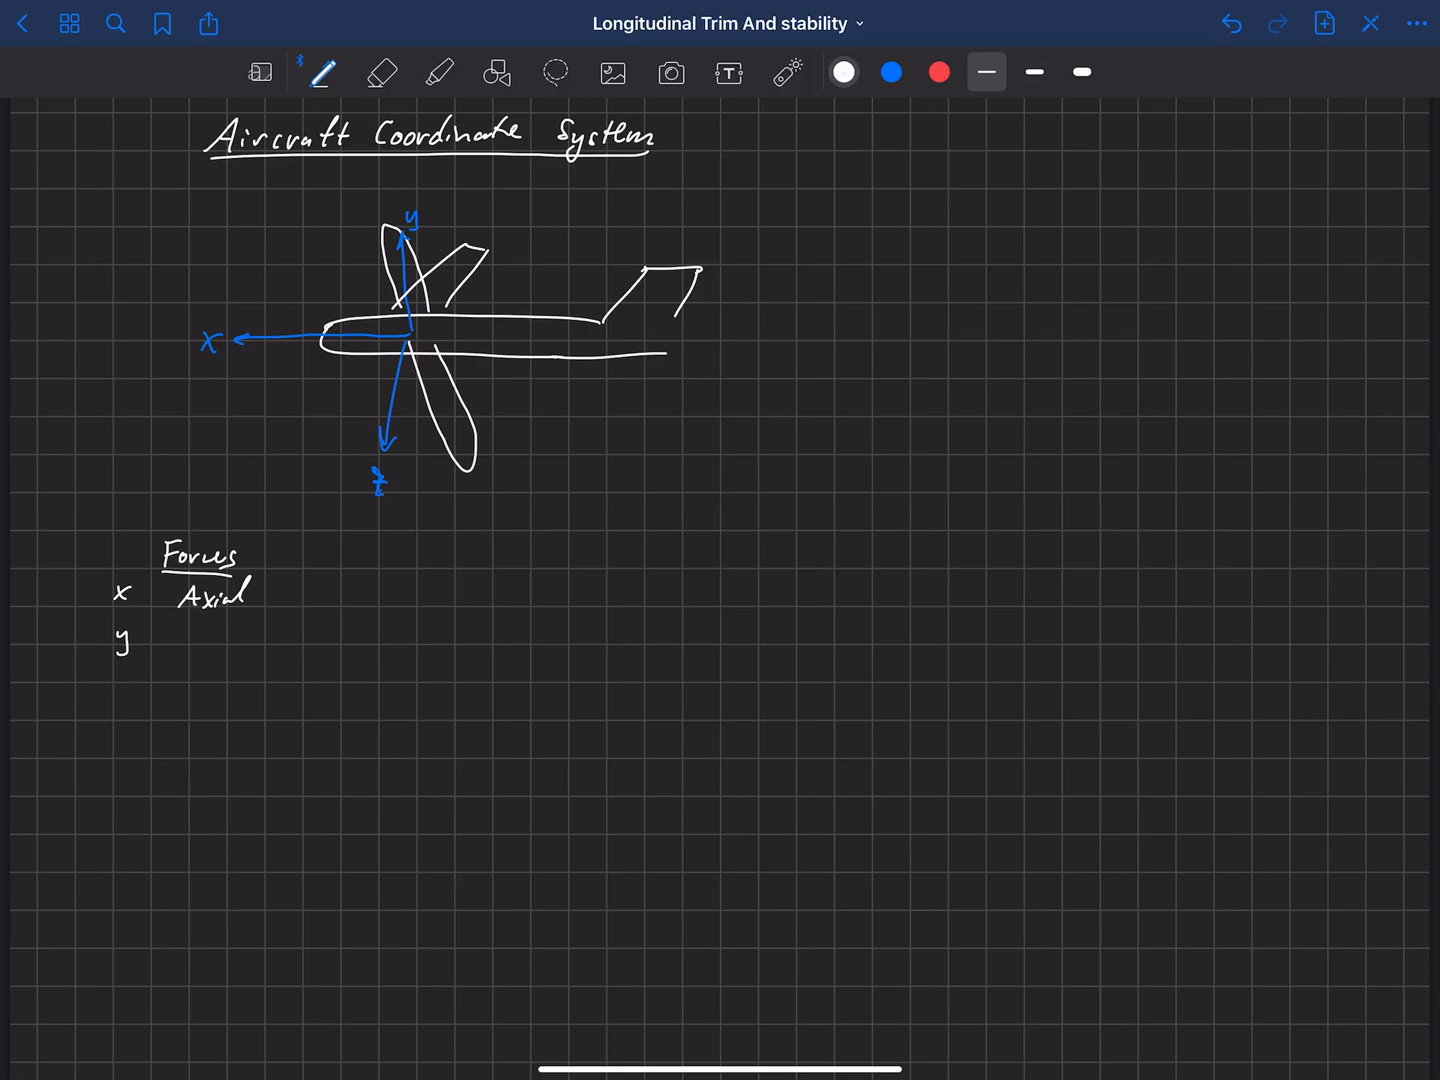 Longitudinal Trim And stability
T
Aircraft Coordinate System
y
x
z
Forces
x Axial
y